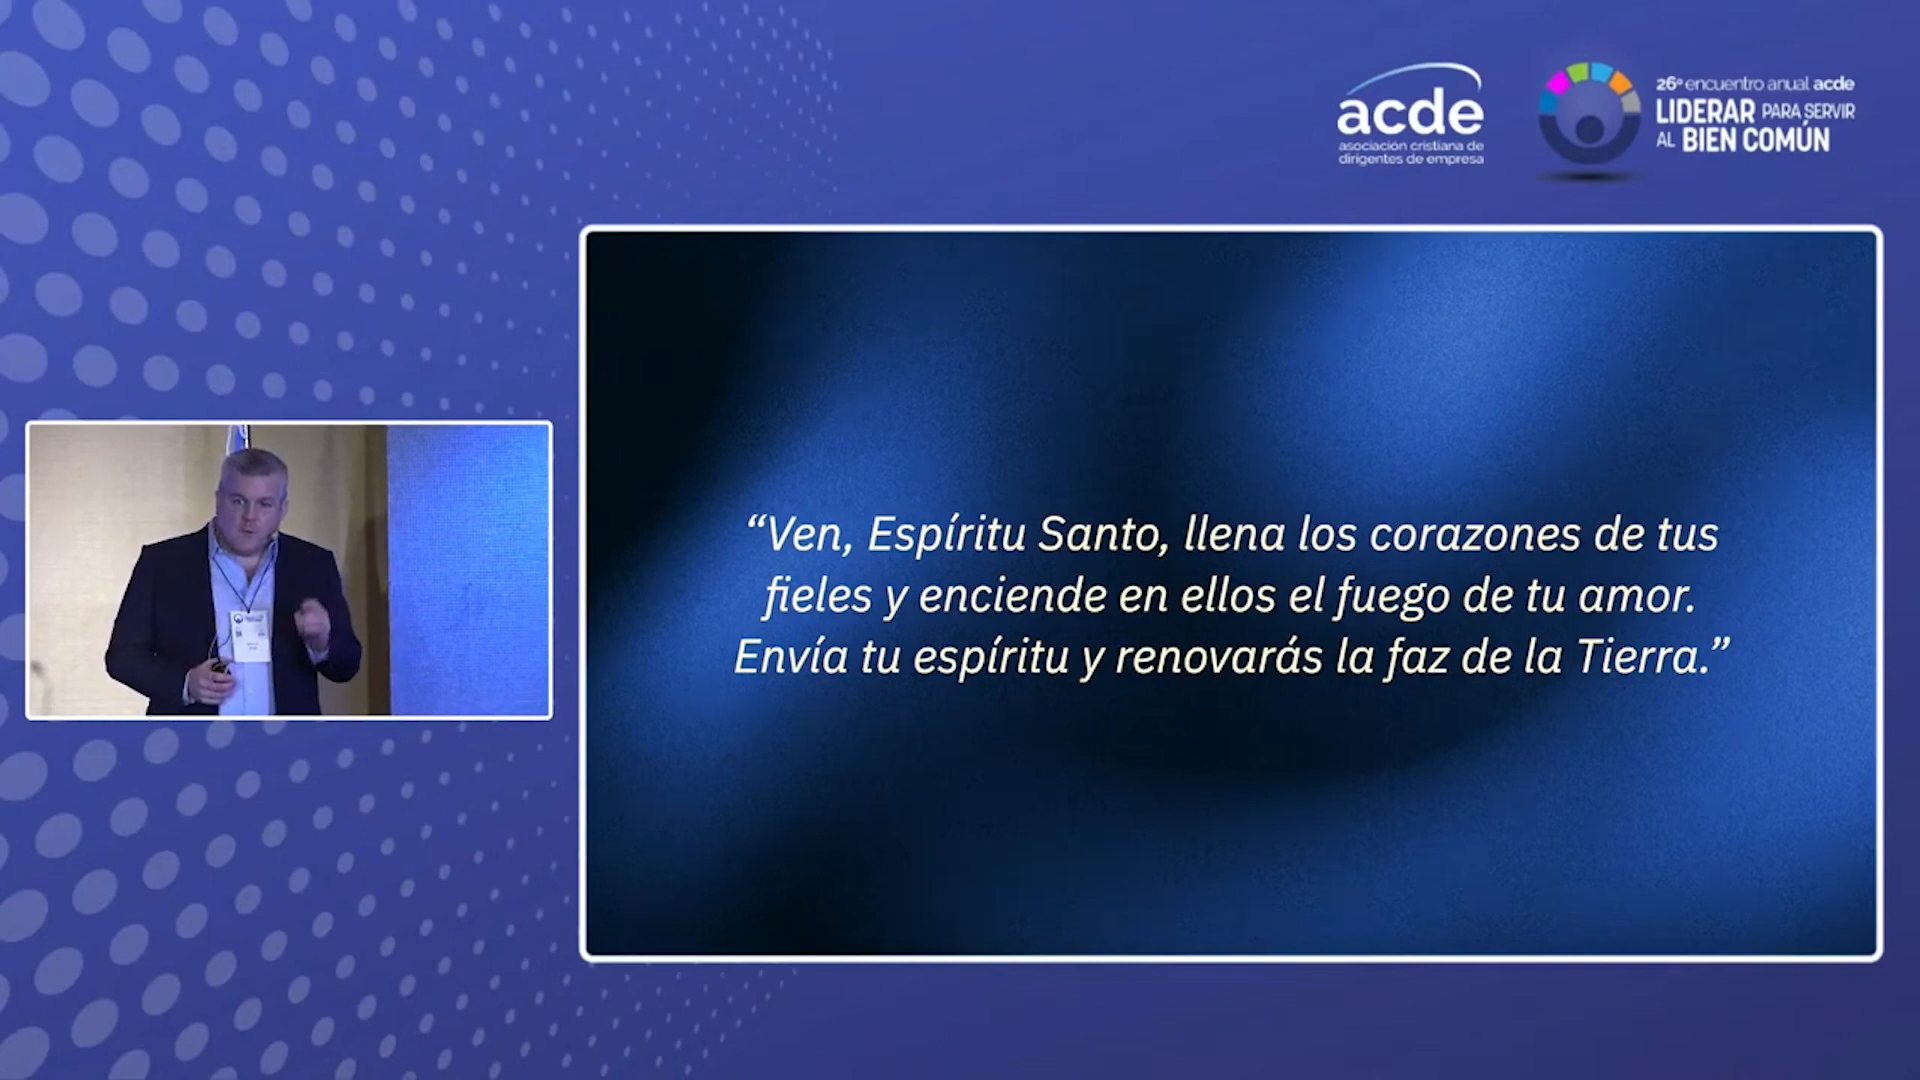 acde
asociación cristiana de
dirigentes de empresa
26º encuentro anual acde
LIDERAR PARA SERVIR
AL BIEN COMÚN
“Ven, Espíritu Santo, llena los corazones de tus
fieles y enciende en ellos el fuego de tu amor.
Envía tu espíritu y renovarás la faz de la Tierra.”